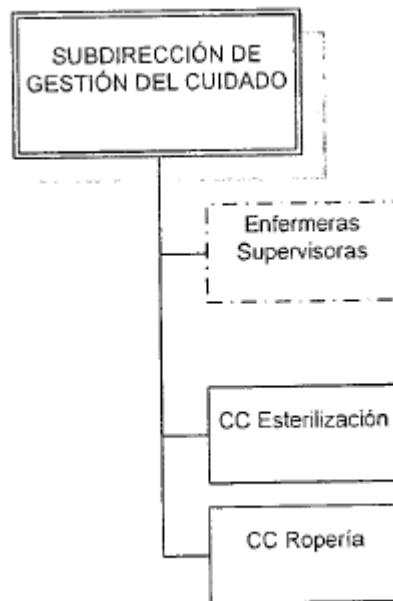 SUBDIRECCIÓN DE
GESTIÓN DEL CUIDADO
Enfermeras
Supervisoras
CC Esterilización
CC Ropería